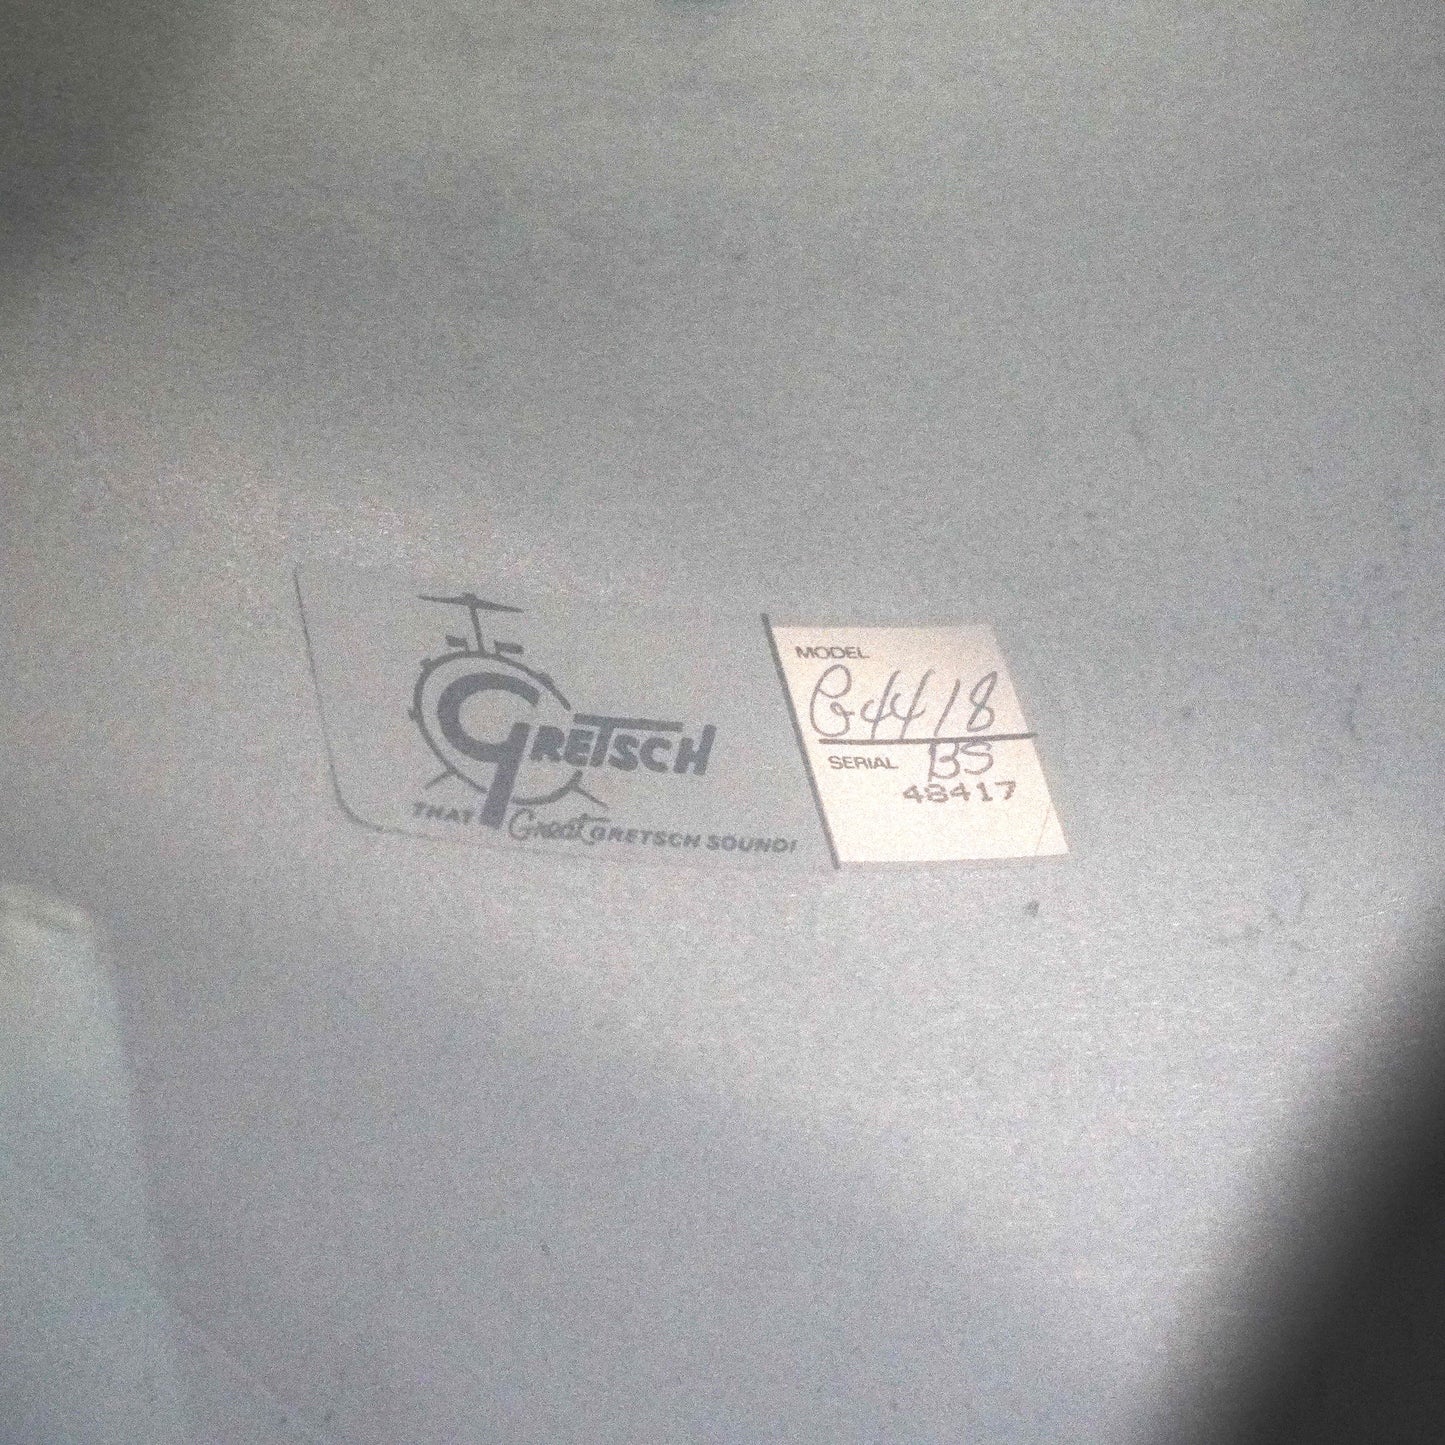 GRETSCH
THAT Great GRETSCH SOUND!
MODEL
G4418
SERIAL BS
48417